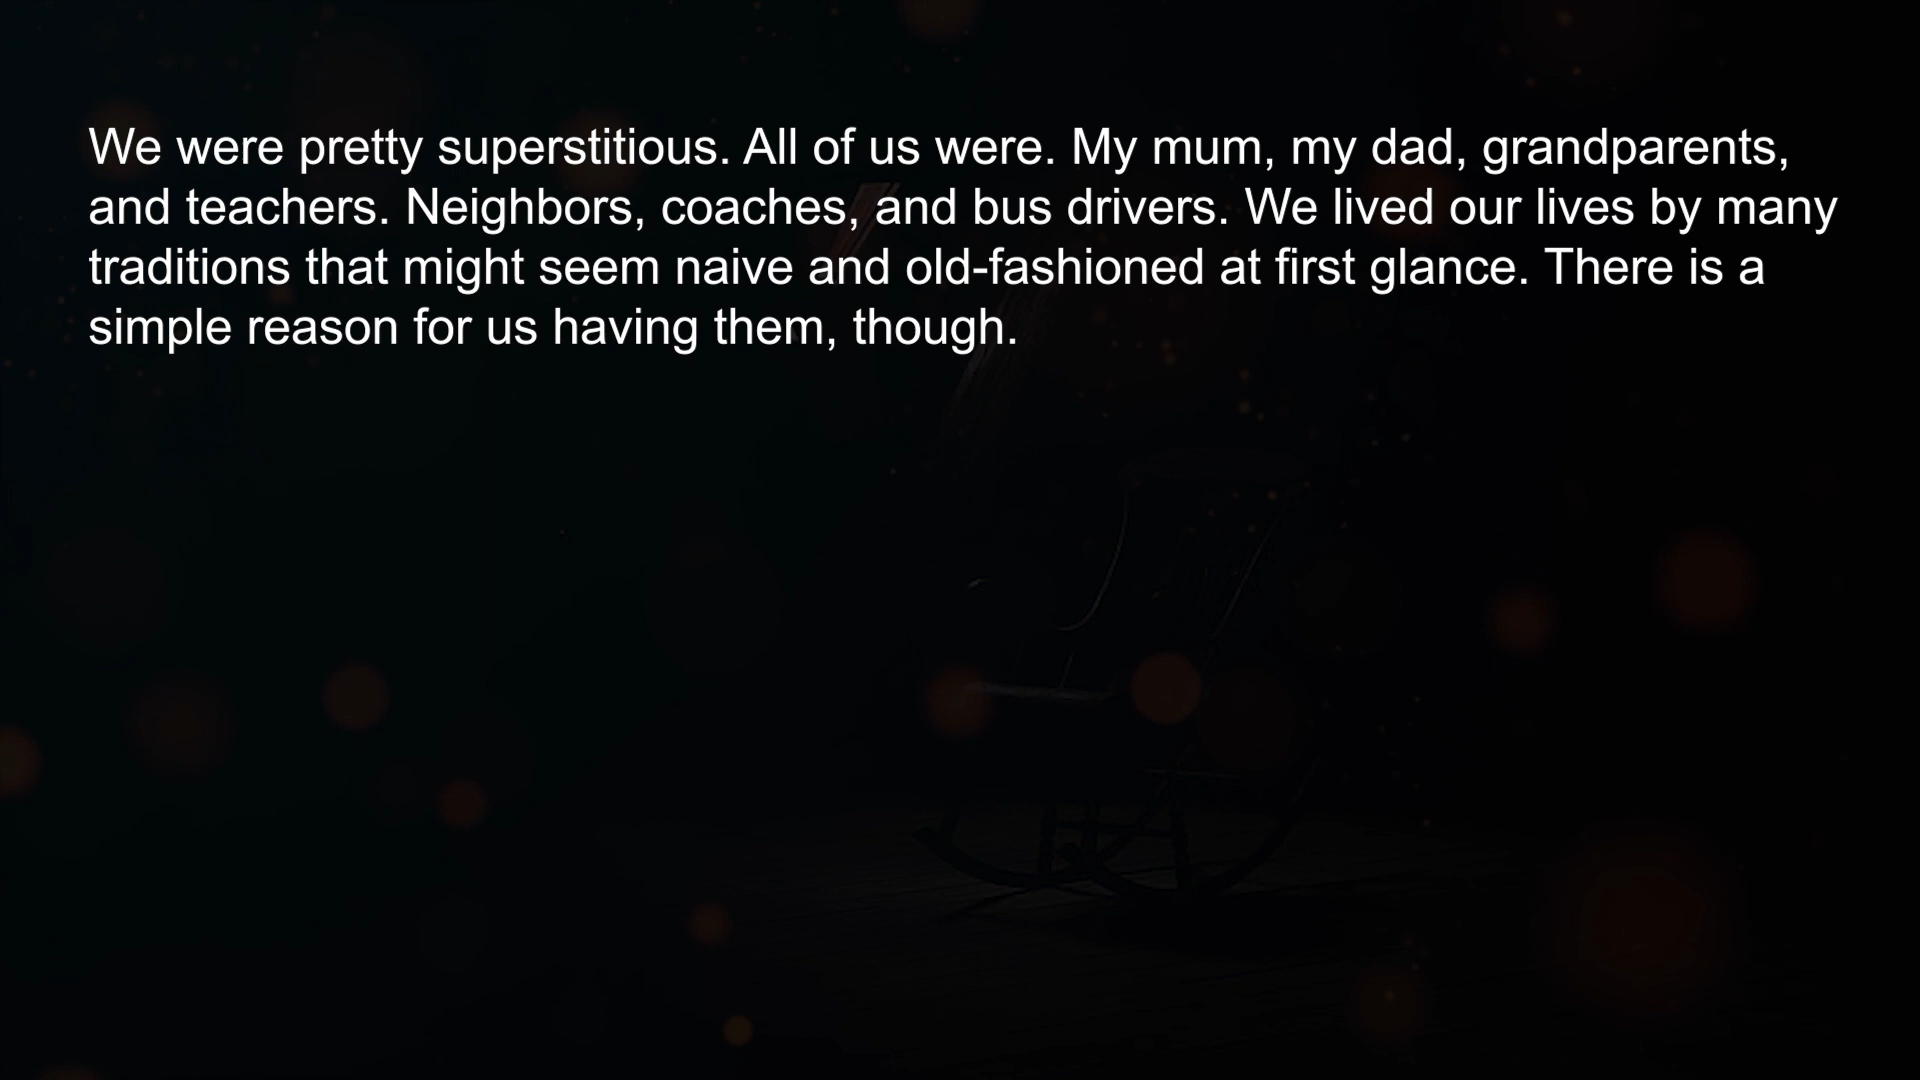 We were pretty superstitious. All of us were. My mum, my dad, grandparents,
and teachers. Neighbors, coaches, and bus drivers. We lived our lives by many
traditions that might seem naive and old-fashioned at first glance. There is a
simple reason for us having them, though.